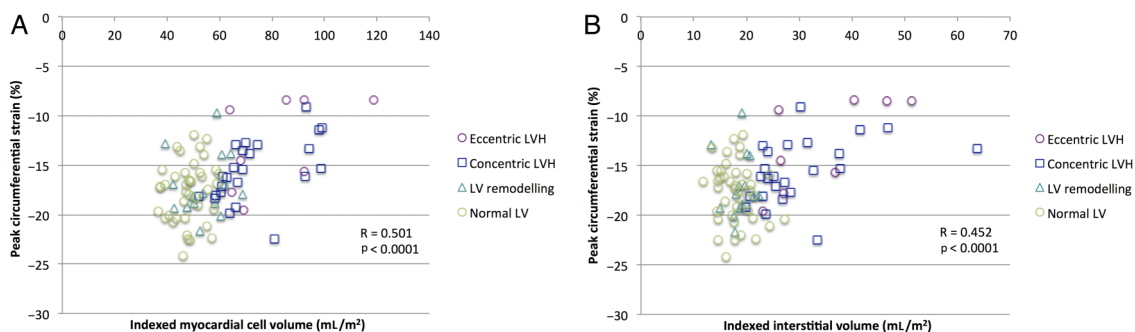 A
0 20 40 60 80 100 120 140
0
−5
−10
−15
−20
−25
−30
Peak circumferential strain (%)
Indexed myocardial cell volume (mL/m²)
Eccentric LVH
Concentric LVH
LV remodelling
Normal LV
R = 0.501
p < 0.0001
B
0 10 20 30 40 50 60 70
0
−5
−10
−15
−20
−25
−30
Peak circumferential strain (%)
Indexed interstitial volume (mL/m²)
Eccentric LVH
Concentric LVH
LV remodelling
Normal LV
R = 0.452
p < 0.0001